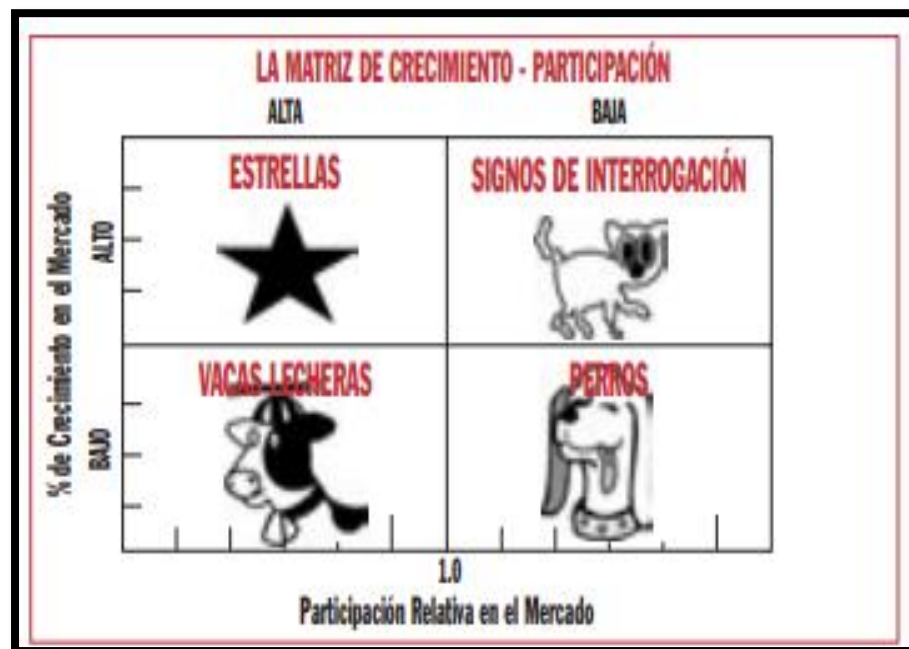 LA MATRIZ DE CRECIMIENTO - PARTICIPACIÓN
ALTA
BAJA
ESTRELLAS
SIGNOS DE INTERROGACIÓN
% de Crecimiento en el Mercado
ALTO
VACAS LECHERAS
PERROS
BAJO
1.0
Participación Relativa en el Mercado